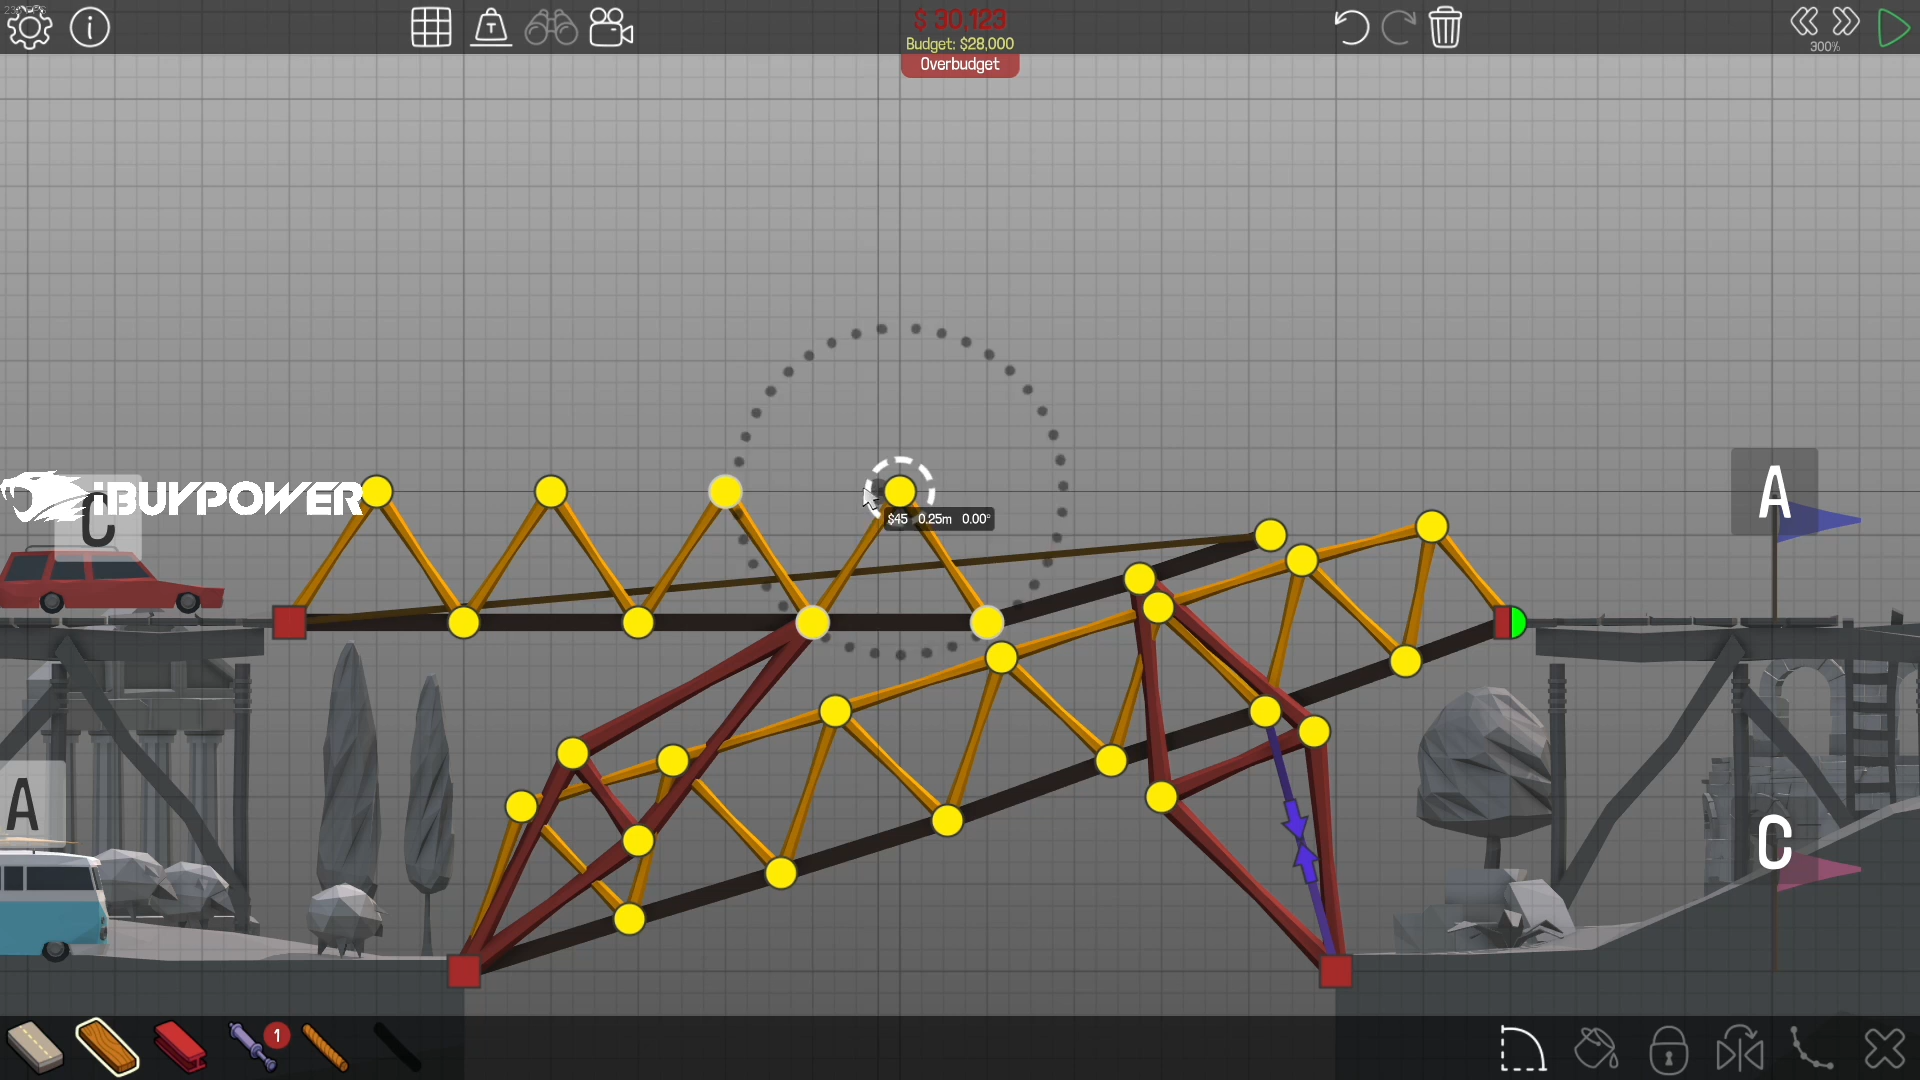 $ 30,123
Budget: $28,000
Overbudget
300%
T
i
iBUYPOWER
C
A
$45 0.25m 0.00°
A
C
1